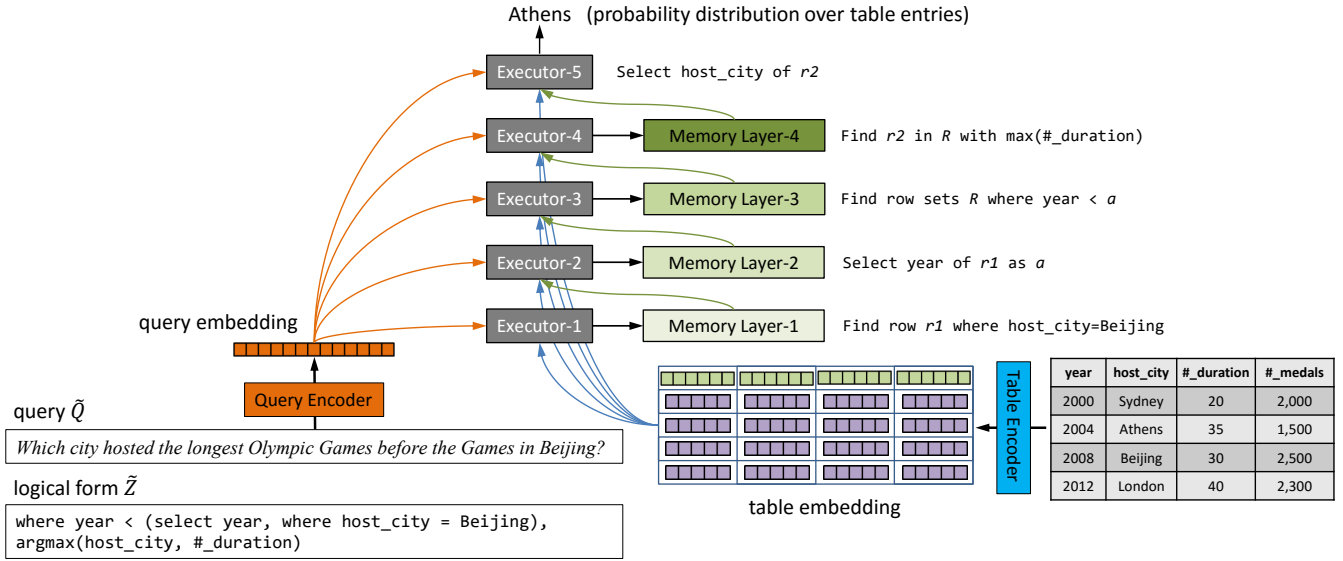 Athens (probability distribution over table entries)
Executor-5
Select host_city of r2
Executor-4
Memory Layer-4
Find r2 in R with max(#_duration)
Executor-3
Memory Layer-3
Find row sets R where year < a
Executor-2
Memory Layer-2
Select year of r1 as a
Executor-1
Memory Layer-1
Find row r1 where host_city=Beijing
query embedding
Query Encoder
query Q̃
Which city hosted the longest Olympic Games before the Games in Beijing?
logical form Z̃
where year < (select year, where host_city = Beijing),
argmax(host_city, #_duration)
table embedding
Table Encoder
year host_city #_duration #_medals
2000 Sydney 20 2,000
2004 Athens 35 1,500
2008 Beijing 30 2,500
2012 London 40 2,300